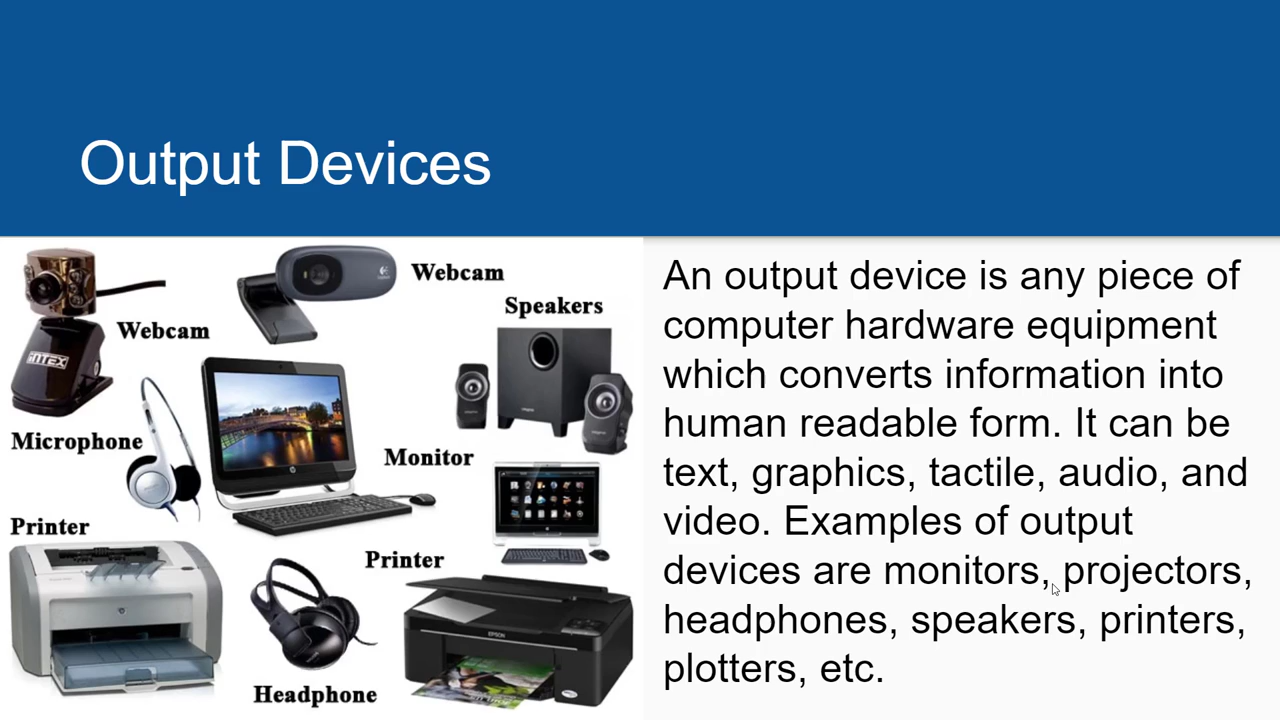 Output Devices
Webcam
Speakers
Webcam
iNTEX
Microphone
Monitor
Printer
Printer
EPSON
Headphone
An output device is any piece of
computer hardware equipment
which converts information into
human readable form. It can be
text, graphics, tactile, audio, and
video. Examples of output
devices are monitors, projectors,
headphones, speakers, printers,
plotters, etc.